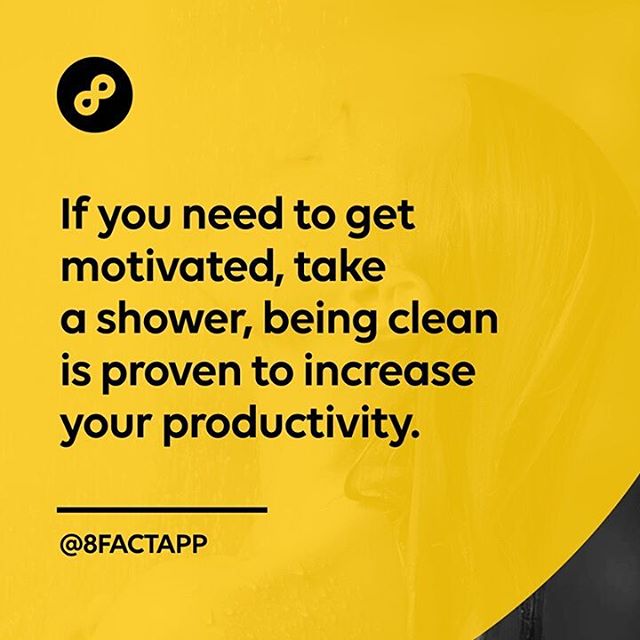 If you need to get
motivated, take
a shower, being clean
is proven to increase
your productivity.
@8FACTAPP